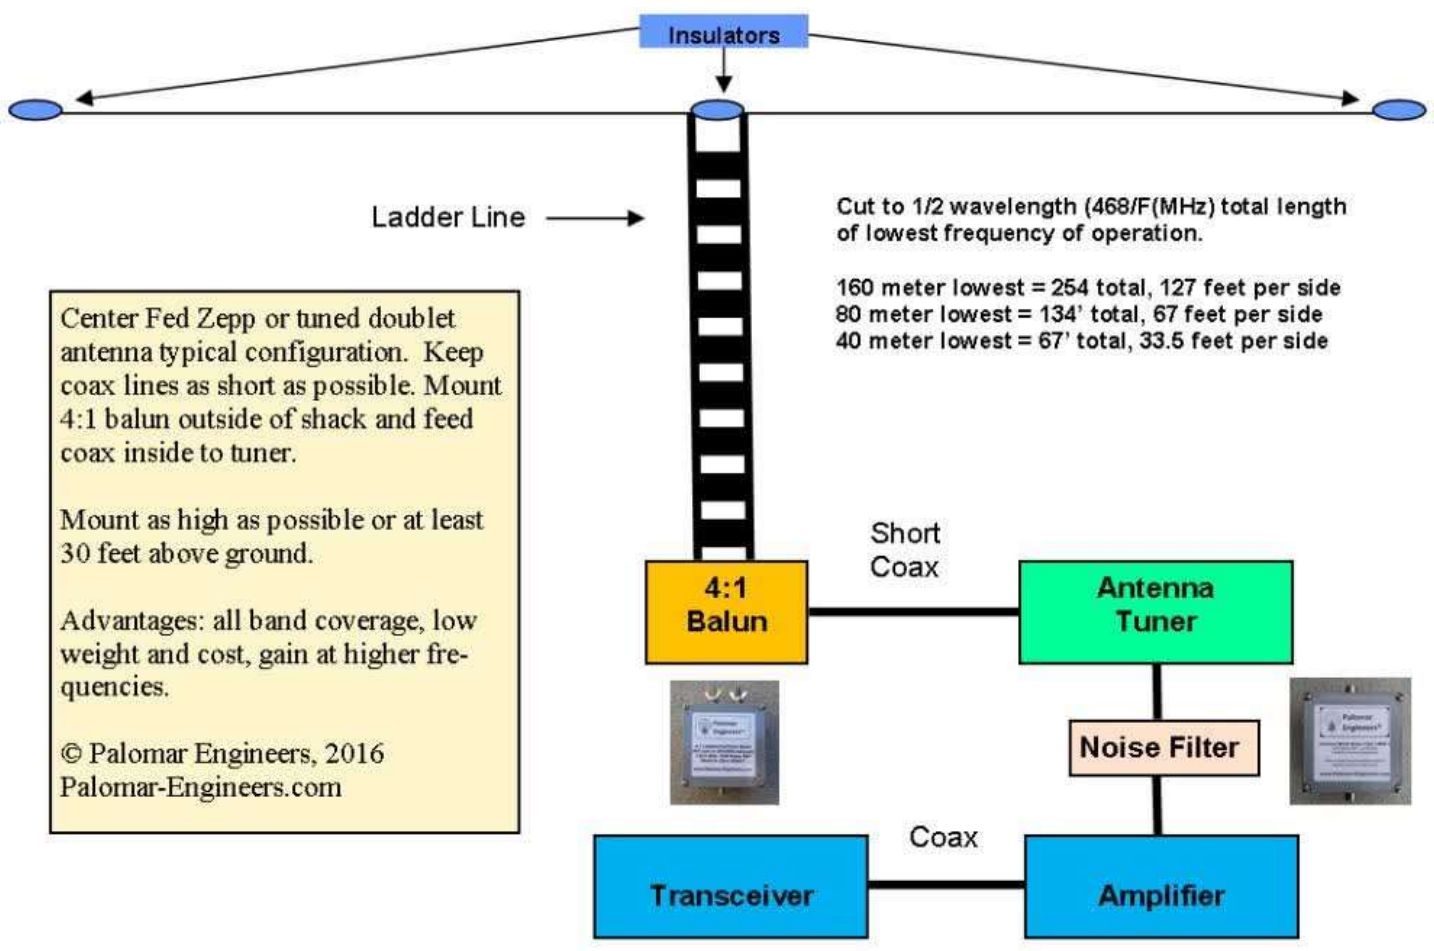 Insulators
Ladder Line
Cut to 1/2 wavelength (468/F(MHz) total length
of lowest frequency of operation.
160 meter lowest = 254 total, 127 feet per side
80 meter lowest = 134' total, 67 feet per side
40 meter lowest = 67' total, 33.5 feet per side
Center Fed Zepp or tuned doublet
antenna typical configuration. Keep
coax lines as short as possible. Mount
4:1 balun outside of shack and feed
coax inside to tuner.
Mount as high as possible or at least
30 feet above ground.
Advantages: all band coverage, low
weight and cost, gain at higher fre-
quencies.
© Palomar Engineers, 2016
Palomar-Engineers.com
Short
Coax
4:1
Balun
Antenna
Tuner
Palomar
Engineers
Noise Filter
Palomar
Engineers
Coax
Transceiver
Amplifier